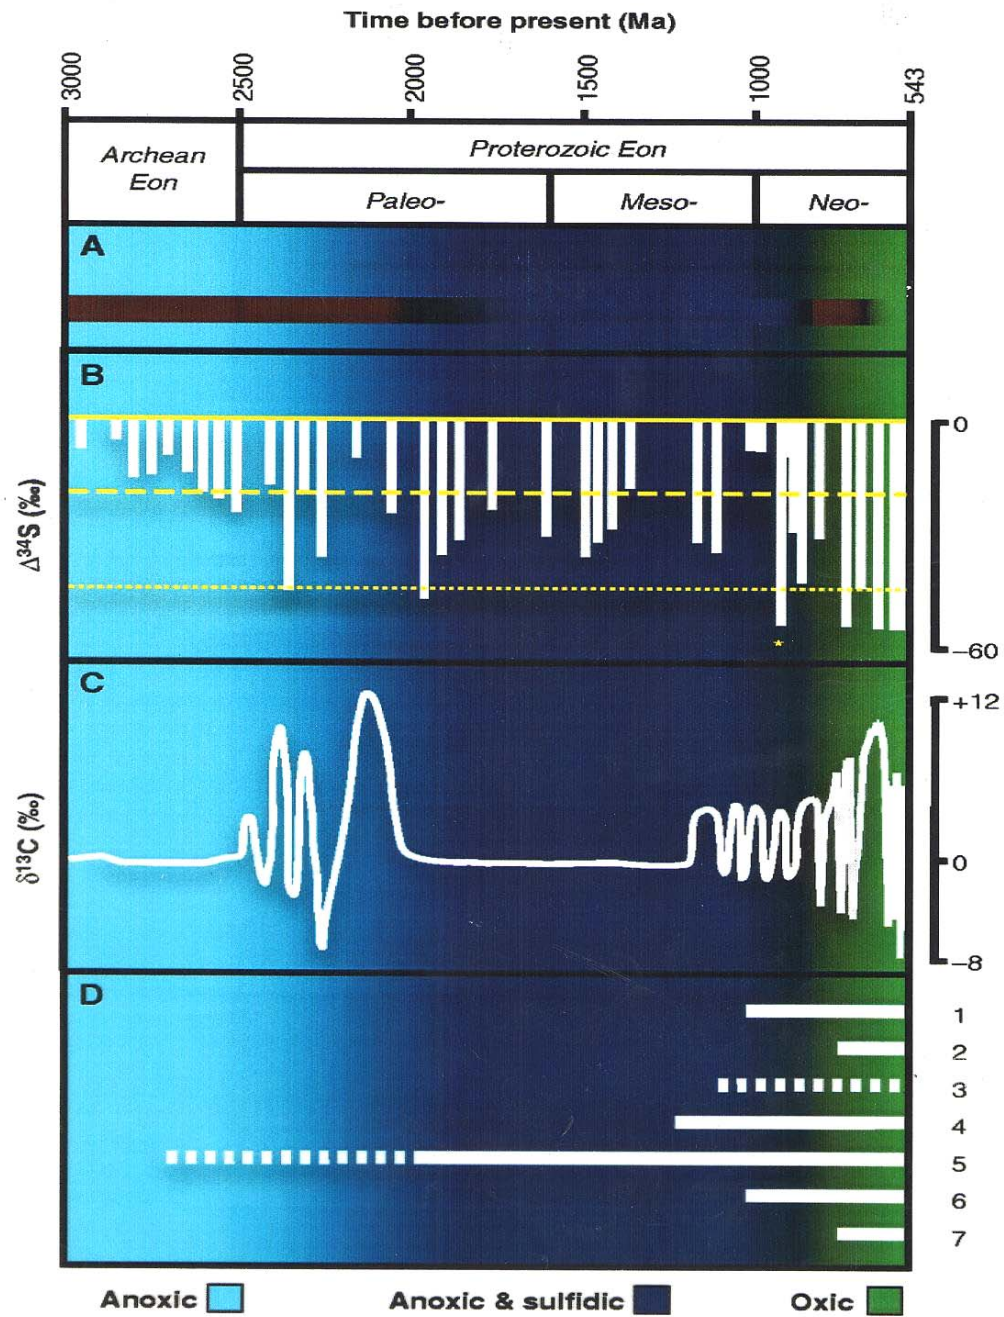 Time before present (Ma)
3000 2500 2000 1500 1000 543
Archean
Eon
Proterozoic Eon
Paleo- Meso- Neo-
A
B
Δ34S (‰)
0
–60
*
C
δ13C (‰)
+12
0
–8
D
1
2
3
4
5
6
7
Anoxic Anoxic & sulfidic Oxic